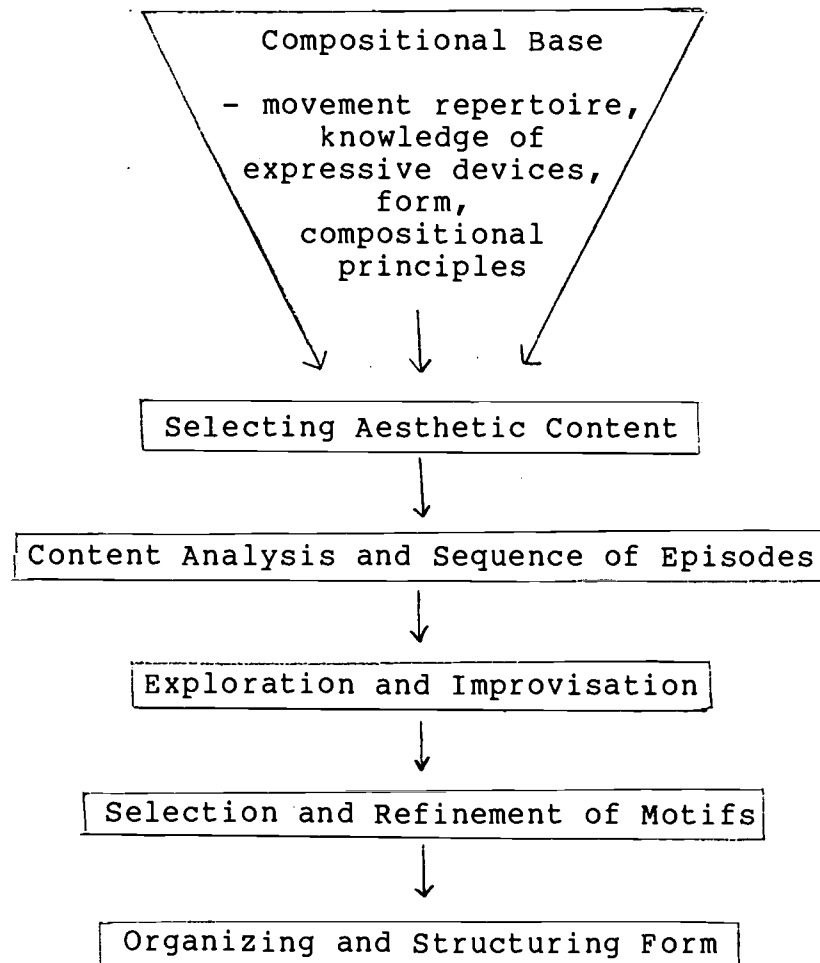 Compositional Base
- movement repertoire,
knowledge of
expressive devices,
form,
compositional
principles
Selecting Aesthetic Content
Content Analysis and Sequence of Episodes
Exploration and Improvisation
Selection and Refinement of Motifs
Organizing and Structuring Form